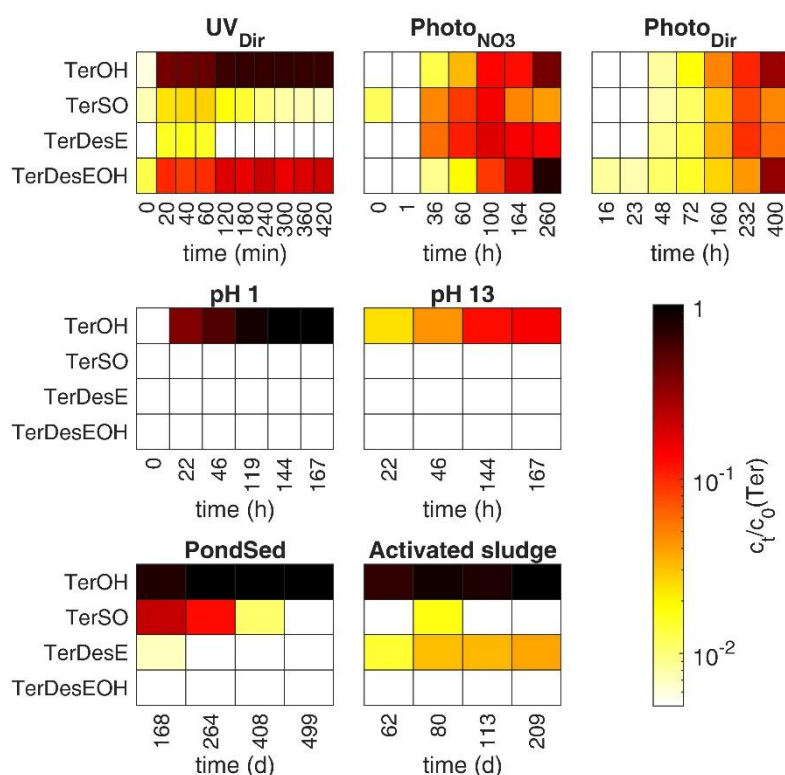 UV_Dir
Photo_NO3
Photo_Dir
TerOH
TerSO
TerDesE
TerDesEOH
0 20 40 60 120 180 240 300 360 420
0 1 36 60 100 164 260
16 23 48 72 160 232 400
time (min)
time (h)
time (h)
pH 1
pH 13
TerOH
TerSO
TerDesE
TerDesEOH
0 22 46 119 144 167
22 46 144 167
time (h)
time (h)
1
10^-1
10^-2
c_t/c_0(Ter)
PondSed
Activated sludge
TerOH
TerSO
TerDesE
TerDesEOH
168 264 408 499
62 80 113 209
time (d)
time (d)